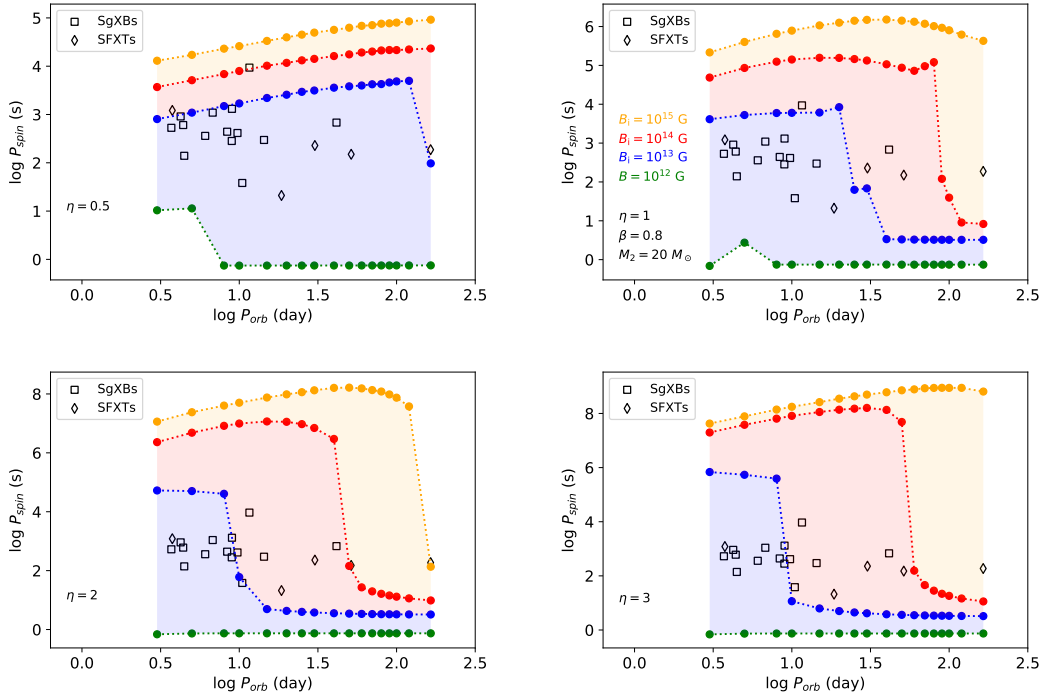 SgXBs
SFXTs
η = 0.5
5
4
3
2
1
0
log P_spin (s)
0.0 0.5 1.0 1.5 2.0 2.5
log P_orb (day)
SgXBs
SFXTs
B_i = 10^15 G
B_i = 10^14 G
B_i = 10^13 G
B = 10^12 G
η = 1
β = 0.8
M_2 = 20 M_⊙
6
5
4
3
2
1
0
log P_spin (s)
0.0 0.5 1.0 1.5 2.0 2.5
log P_orb (day)
SgXBs
SFXTs
η = 2
8
6
4
2
0
log P_spin (s)
0.0 0.5 1.0 1.5 2.0 2.5
log P_orb (day)
SgXBs
SFXTs
η = 3
8
6
4
2
0
log P_spin (s)
0.0 0.5 1.0 1.5 2.0 2.5
log P_orb (day)